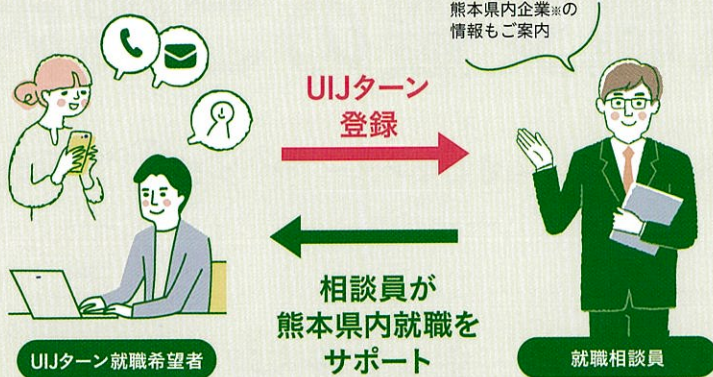 熊本県内企業※の
情報もご案内
UIJターン
登録
相談員が
熊本県内就職を
サポート
UIJターン就職希望者
就職相談員